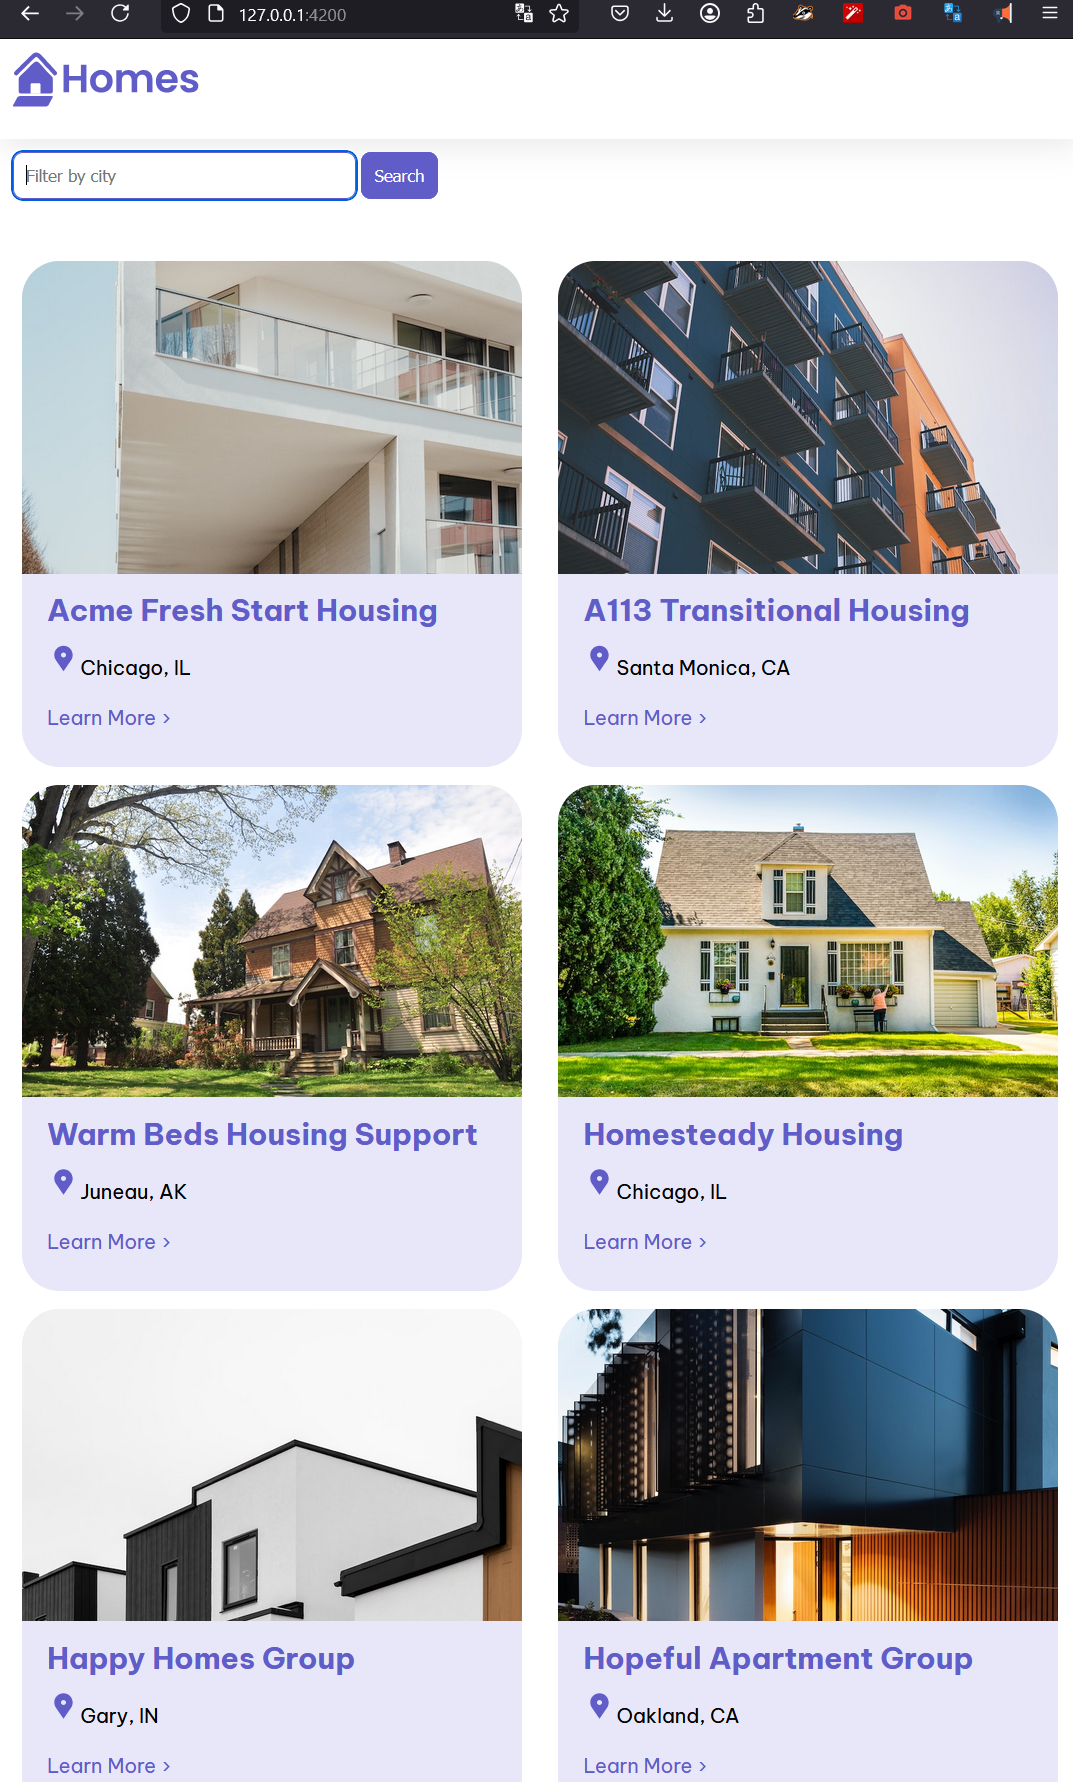 127.0.0.1:4200
Homes
Filter by city
Search
Acme Fresh Start Housing
Chicago, IL
Learn More ›
A113 Transitional Housing
Santa Monica, CA
Learn More ›
Warm Beds Housing Support
Juneau, AK
Learn More ›
Homesteady Housing
Chicago, IL
Learn More ›
Happy Homes Group
Gary, IN
Learn More ›
Hopeful Apartment Group
Oakland, CA
Learn More ›